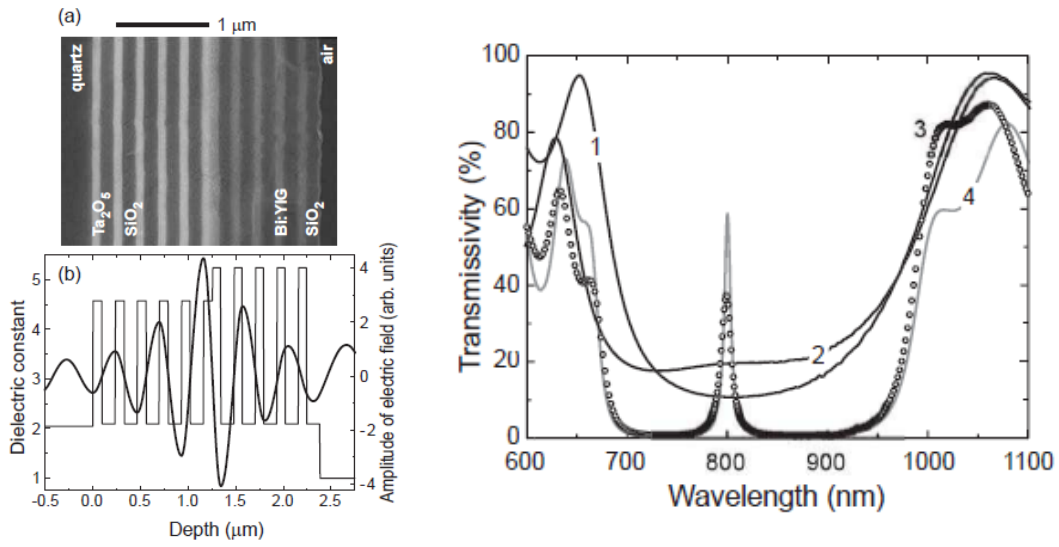 (a)
1 μm
quartz
Ta2O5
SiO2
Bi:YIG
SiO2
air
(b)
Dielectric constant
5
4
3
2
1
-0.5 0.0 0.5 1.0 1.5 2.0 2.5
Depth (μm)
4
2
0
-2
-4
Amplitude of electric field (arb. units)
Transmissivity (%)
100
80
60
40
20
0
1
2
3
4
600 700 800 900 1000 1100
Wavelength (nm)